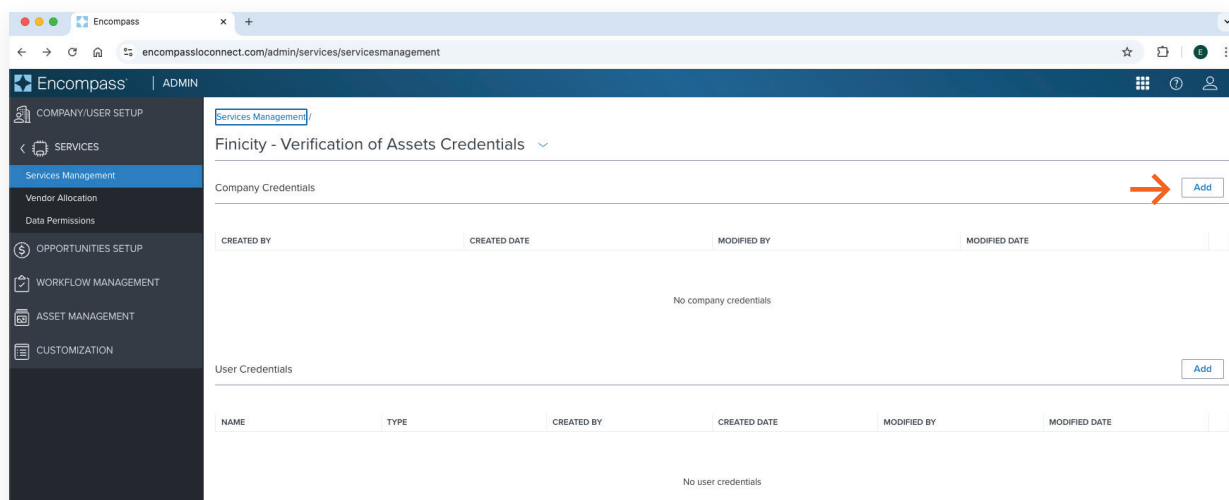 Encompass
encompassloconnect.com/admin/services/servicesmanagement
E
Encompass | ADMIN
COMPANY/USER SETUP
SERVICES
Services Management
Vendor Allocation
Data Permissions
OPPORTUNITIES SETUP
WORKFLOW MANAGEMENT
ASSET MANAGEMENT
CUSTOMIZATION
Services Management /
Finicity - Verification of Assets Credentials
Company Credentials Add
CREATED BY CREATED DATE MODIFIED BY MODIFIED DATE
No company credentials
User Credentials Add
NAME TYPE CREATED BY CREATED DATE MODIFIED BY MODIFIED DATE
No user credentials